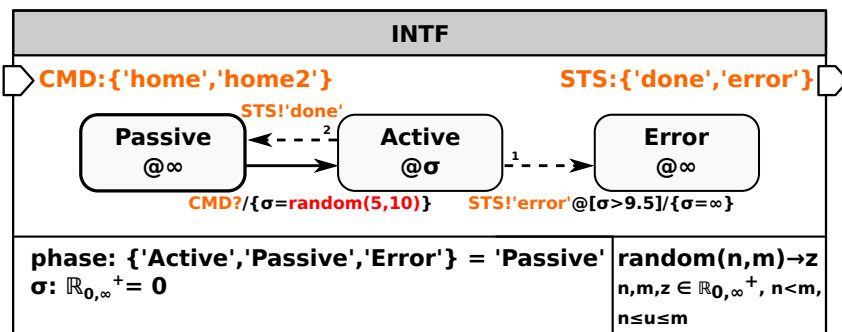 INTF
CMD:{'home','home2'}
STS:{'done','error'}
STS!'done'
Passive
@∞
2
Active
@σ
1
Error
@∞
CMD?/{σ=random(5,10)}
STS!'error'@[σ>9.5]/{σ=∞}
phase: {'Active','Passive','Error'} = 'Passive'
σ: ℝ₀,∞⁺= 0
random(n,m)→z
n,m,z ∈ ℝ₀,∞⁺, n<m,
n≤u≤m